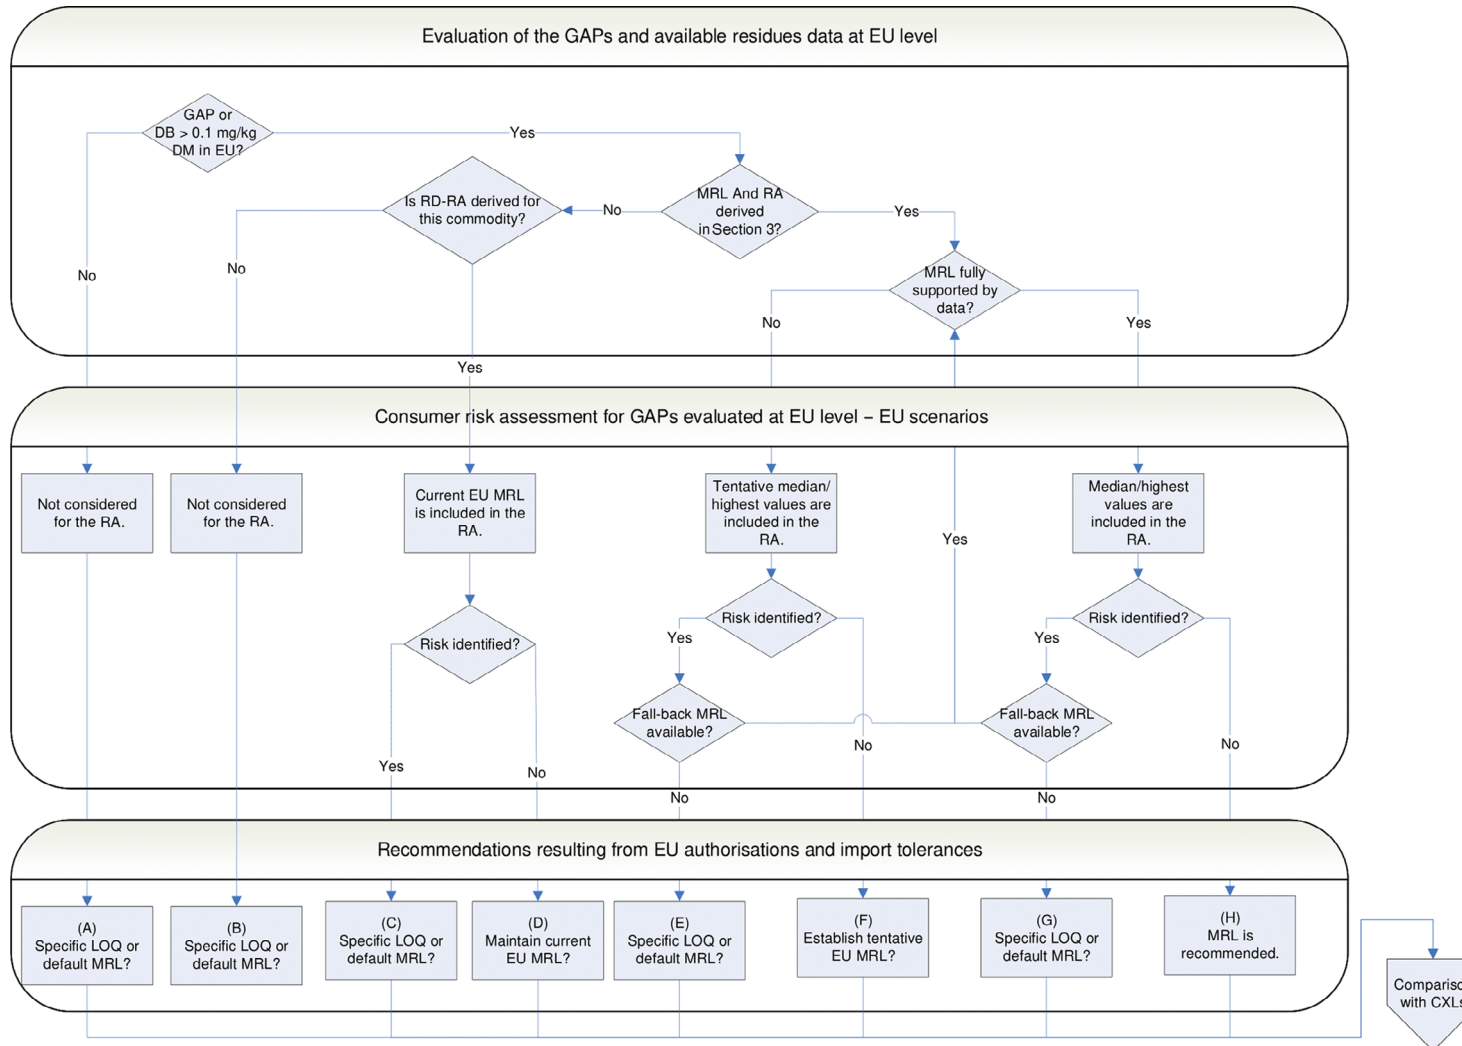 Evaluation of the GAPs and available residues data at EU level
GAP or
DB > 0.1 mg/kg
DM in EU?
Yes
Is RD-RA derived for
this commodity?
No
MRL And RA
derived
in Section 3?
Yes
No
No
MRL fully
supported by
data?
No
Yes
Yes
Consumer risk assessment for GAPs evaluated at EU level – EU scenarios
Not considered
for the RA.
Not considered
for the RA.
Current EU MRL
is included in the
RA.
Tentative median/
highest values are
included in the
RA.
Yes
Median/highest
values are
included in the
RA.
Risk identified?
Risk identified?
Risk identified?
Yes
Yes
Fall-back MRL
available?
Fall-back MRL
available?
Yes
No
No
No
No
No
Recommendations resulting from EU authorisations and import tolerances
(A)
Specific LOQ or
default MRL?
(B)
Specific LOQ or
default MRL?
(C)
Specific LOQ or
default MRL?
(D)
Maintain current
EU MRL?
(E)
Specific LOQ or
default MRL?
(F)
Establish tentative
EU MRL?
(G)
Specific LOQ or
default MRL?
(H)
MRL is
recommended.
with CXLs